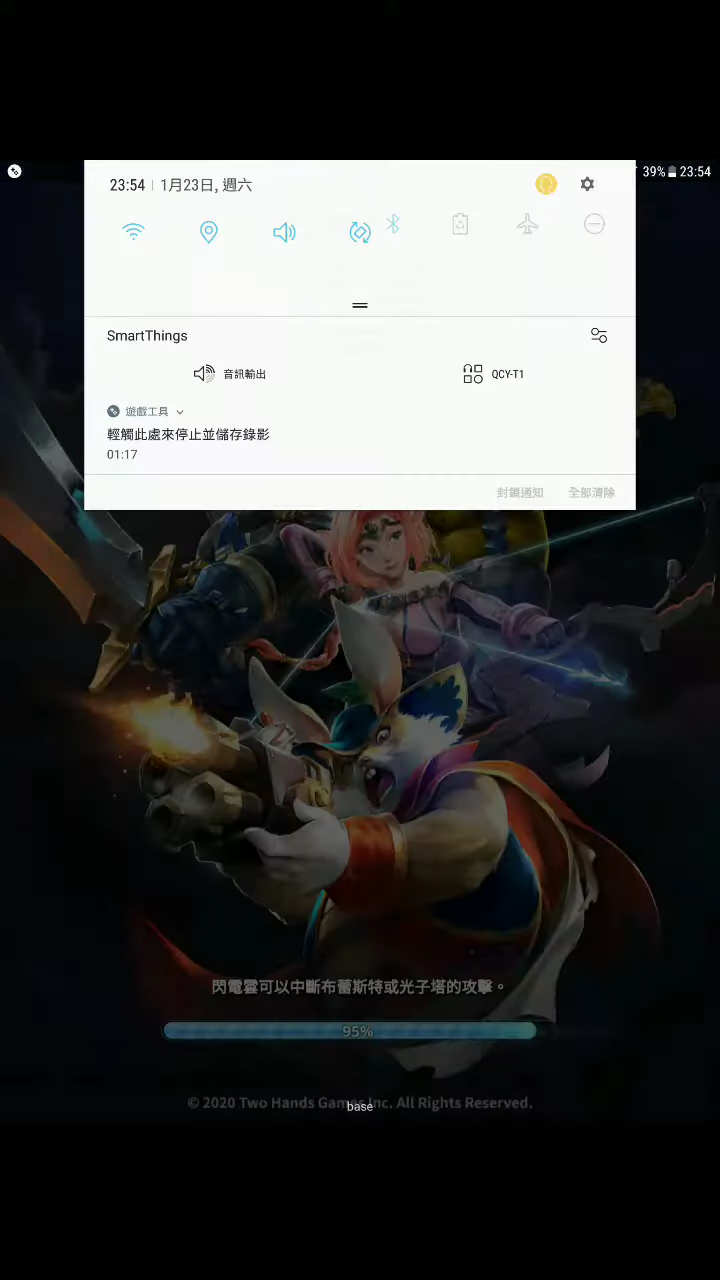 39% 23:54
23:54 | 1月23日, 週六
SmartThings
音訊輸出
QCY-T1
遊戲工具
輕觸此處來停止並儲存錄影
01:17
封鎖通知 全部清除
閃電雲可以中斷布蕾斯特或光子塔的攻擊。
95%
© 2020 Two Hands Games Inc. All Rights Reserved.
base